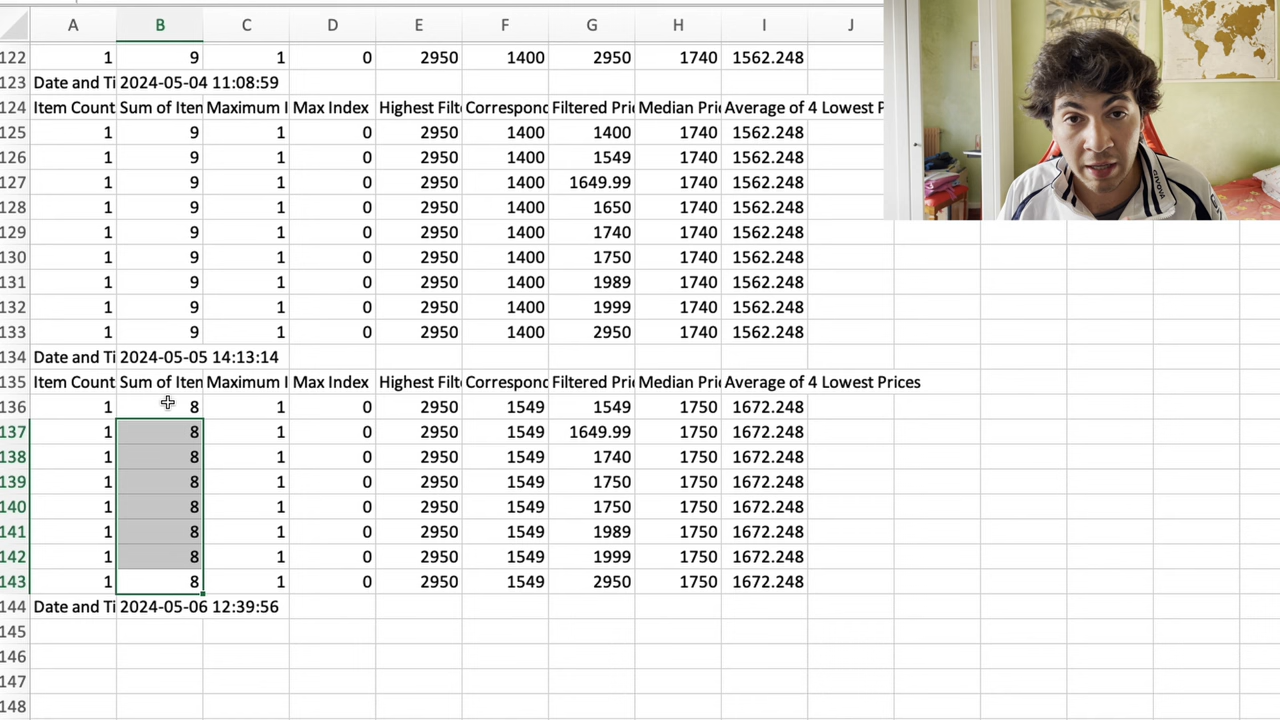 A B C D E F G H I J
122 1 9 1 0 2950 1400 2950 1740 1562.248
123 Date and Ti 2024-05-04 11:08:59
124 Item Count Sum of Iten Maximum I Max Index Highest Filt Correspond Filtered Pric Median Pric Average of 4 Lowest P
125 1 9 1 0 2950 1400 1400 1740 1562.248
126 1 9 1 0 2950 1400 1549 1740 1562.248
127 1 9 1 0 2950 1400 1649.99 1740 1562.248
128 1 9 1 0 2950 1400 1650 1740 1562.248
129 1 9 1 0 2950 1400 1740 1740 1562.248
130 1 9 1 0 2950 1400 1750 1740 1562.248
131 1 9 1 0 2950 1400 1989 1740 1562.248
132 1 9 1 0 2950 1400 1999 1740 1562.248
133 1 9 1 0 2950 1400 2950 1740 1562.248
134 Date and Ti 2024-05-05 14:13:14
135 Item Count Sum of Iten Maximum I Max Index Highest Filt Correspond Filtered Pric Median Pric Average of 4 Lowest Prices
136 1 8 1 0 2950 1549 1549 1750 1672.248
137 1 8 1 0 2950 1549 1649.99 1750 1672.248
138 1 8 1 0 2950 1549 1740 1750 1672.248
139 1 8 1 0 2950 1549 1750 1750 1672.248
140 1 8 1 0 2950 1549 1750 1750 1672.248
141 1 8 1 0 2950 1549 1989 1750 1672.248
142 1 8 1 0 2950 1549 1999 1750 1672.248
143 1 8 1 0 2950 1549 2950 1750 1672.248
144 Date and Ti 2024-05-06 12:39:56
145
146
147
148
GIVOVA